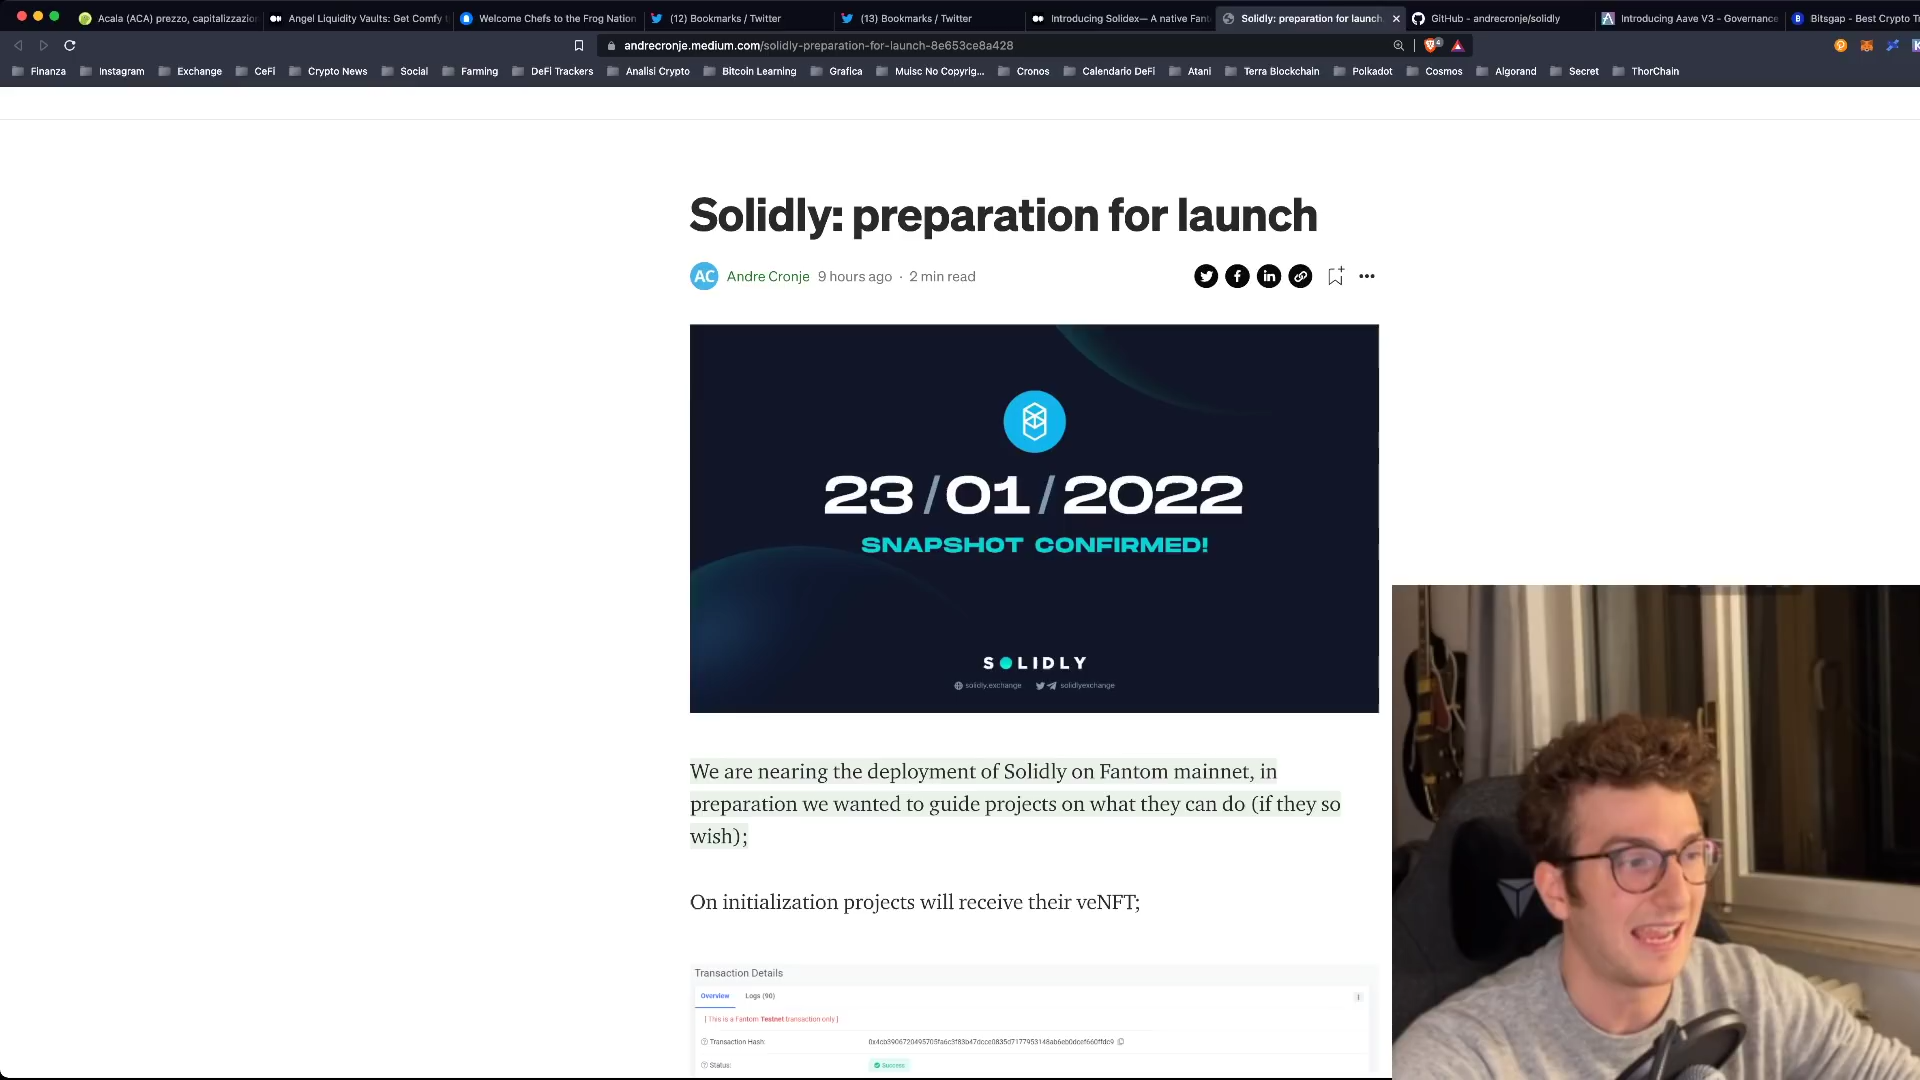 Acala (ACA) prezzo, capitalizzazio
Angel Liquidity Vaults: Get Comfy
Welcome Chefs to the Frog Nation
(12) Bookmarks / Twitter
(13) Bookmarks / Twitter
Introducing Solidex— A native Fant
Solidly: preparation for launch
GitHub - andrecronje/solidly
Introducing Aave V3 - Governance
Bitsgap - Best Crypto Tr
andrecronje.medium.com/solidly-preparation-for-launch-8e653ce8a428
Finanza
Instagram
Exchange
CeFi
Crypto News
Social
Farming
DeFi Trackers
Analisi Crypto
Bitcoin Learning
Grafica
Muisc No Copyrig...
Cronos
Calendario DeFi
Atani
Terra Blockchain
Polkadot
Cosmos
Algorand
Secret
ThorChain
Solidly: preparation for launch
AC Andre Cronje 9 hours ago · 2 min read
23/01/2022
SNAPSHOT CONFIRMED!
SOLIDLY
solidly.exchange solidlyexchange
We are nearing the deployment of Solidly on Fantom mainnet, in
preparation we wanted to guide projects on what they can do (if they so
wish);
On initialization projects will receive their veNFT;
Transaction Details
Overview Logs (90)
[ This is a Fantom Testnet transaction only ]
Transaction Hash:
Status: Success